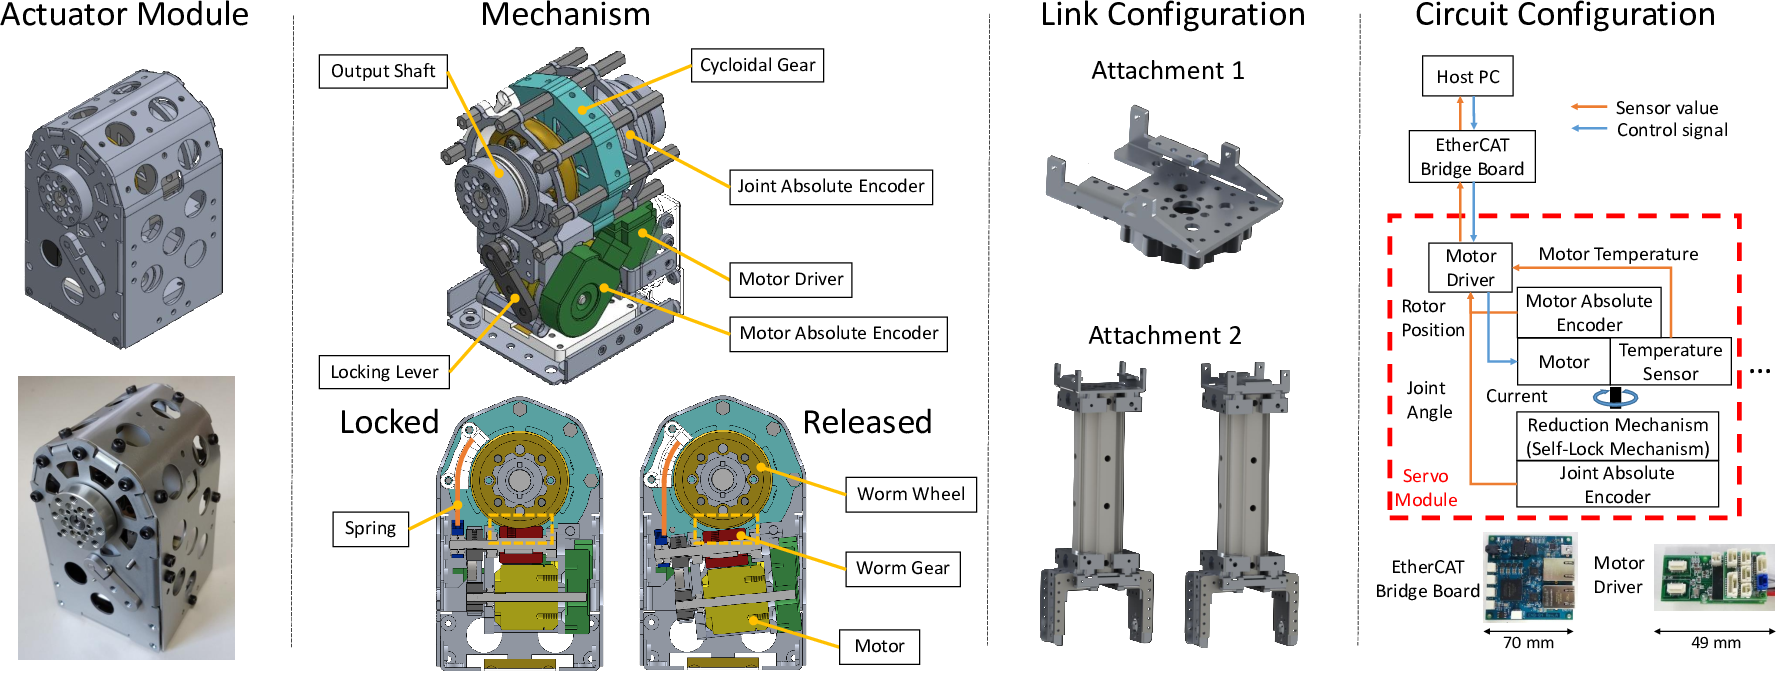 Actuator Module
Mechanism
Output Shaft
Cycloidal Gear
Joint Absolute Encoder
Motor Driver
Motor Absolute Encoder
Locking Lever
Locked
Released
Spring
Worm Wheel
Worm Gear
Motor
Link Configuration
Attachment 1
Attachment 2
Circuit Configuration
Host PC
Sensor value
Control signal
EtherCAT
Bridge Board
Motor
Driver
Motor Temperature
Rotor
Position
Motor Absolute
Encoder
Motor
Temperature
Sensor
...
Joint
Angle
Current
Reduction Mechanism
(Self-Lock Mechanism)
Servo
Module
Joint Absolute
Encoder
EtherCAT
Bridge Board
Motor
Driver
70 mm
49 mm